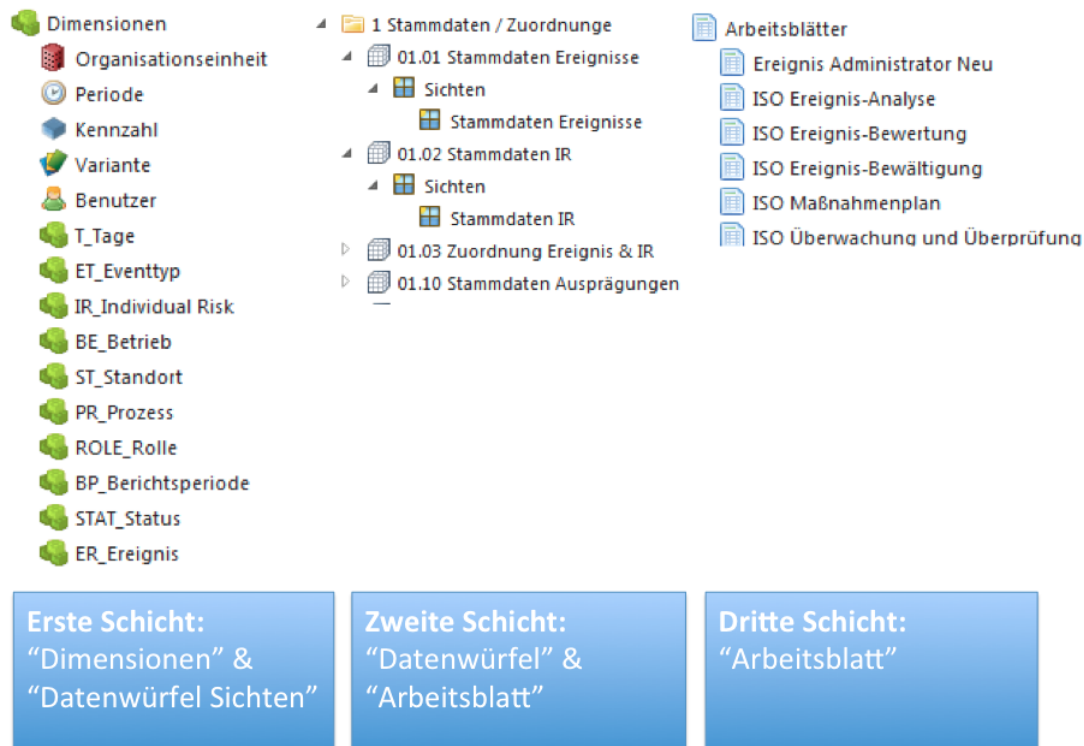 Dimensionen
Organisationseinheit
Periode
Kennzahl
Variante
Benutzer
T_Tage
ET_Eventtyp
IR_Individual Risk
BE_Betrieb
ST_Standort
PR_Prozess
ROLE_Rolle
BP_Berichtsperiode
STAT_Status
ER_Ereignis
1 Stammdaten / Zuordnunge
01.01 Stammdaten Ereignisse
Sichten
Stammdaten Ereignisse
01.02 Stammdaten IR
Sichten
Stammdaten IR
01.03 Zuordnung Ereignis & IR
01.10 Stammdaten Ausprägungen
Arbeitsblätter
Ereignis Administrator Neu
ISO Ereignis-Analyse
ISO Ereignis-Bewertung
ISO Ereignis-Bewältigung
ISO Maßnahmenplan
ISO Überwachung und Überprüfung
Erste Schicht:
“Dimensionen” &
“Datenwürfel Sichten”
Zweite Schicht:
“Datenwürfel” &
“Arbeitsblatt”
Dritte Schicht:
“Arbeitsblatt”